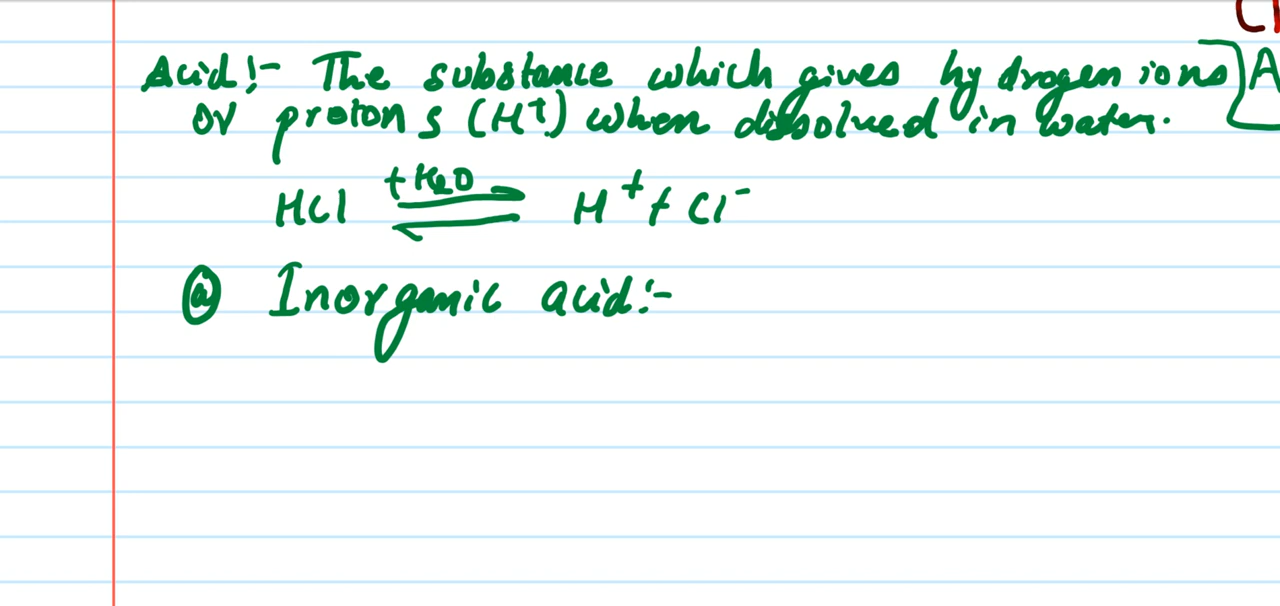 Acid!- The substance which gives hydrogen ions
or protons (H⁺) when dissolved in water.
HCl +H₂O ⇌ H⁺ + Cl⁻
ⓐ Inorganic acid:-